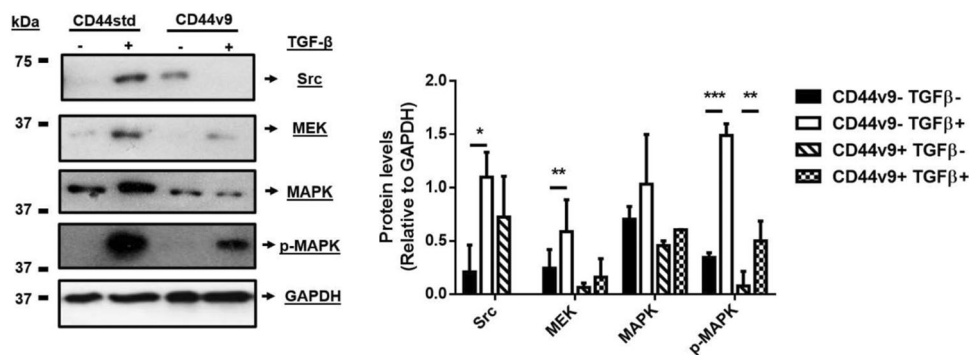 kDa
CD44std CD44v9
- + - + TGF-β
75
Src
37
MEK
MAPK
37
p-MAPK
37
37
GAPDH
Protein levels
(Relative to GAPDH)
2.0
1.5
1.0
0.5
0.0
*
**
***
**
Src
MEK
MAPK
p-MAPK
CD44v9- TGFβ-
CD44v9- TGFβ+
CD44v9+ TGFβ-
CD44v9+ TGFβ+